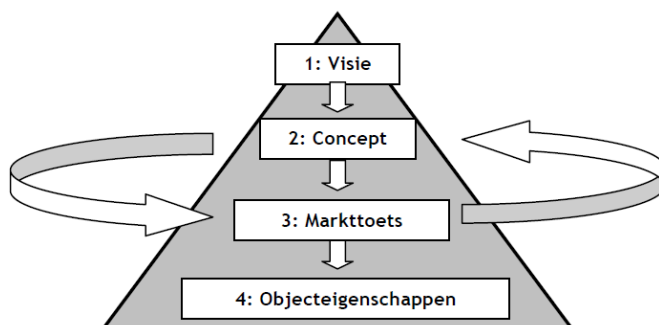 1: Visie
2: Concept
3: Markttoets
4: Objecteigenschappen